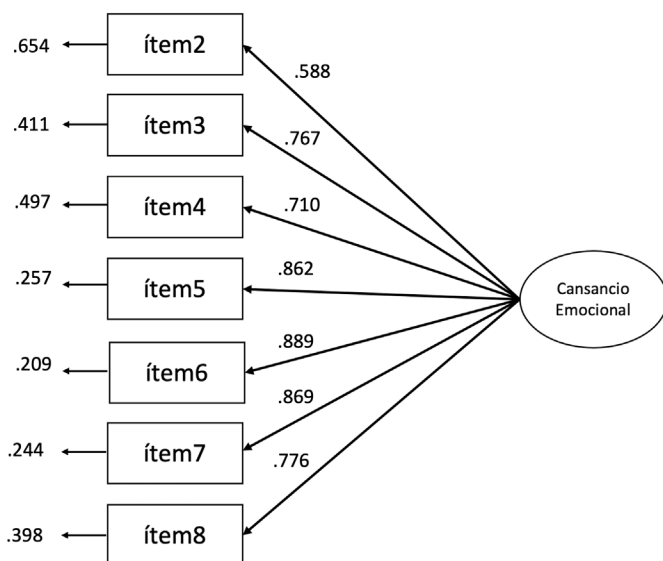 .654
ítem2
.588
.411
ítem3
.767
.497
ítem4
.710
.257
ítem5
.862
Cansancio
Emocional
.209
ítem6
.889
.244
ítem7
.869
.398
ítem8
.776